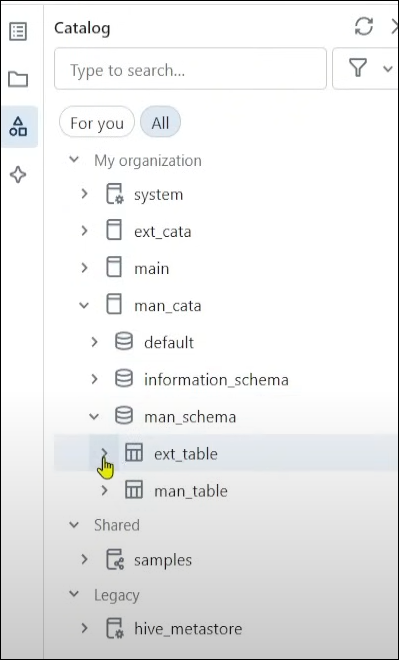 Catalog
Type to search...
For you All
My organization
system
ext_cata
main
man_cata
default
information_schema
man_schema
ext_table
man_table
Shared
samples
Legacy
hive_metastore